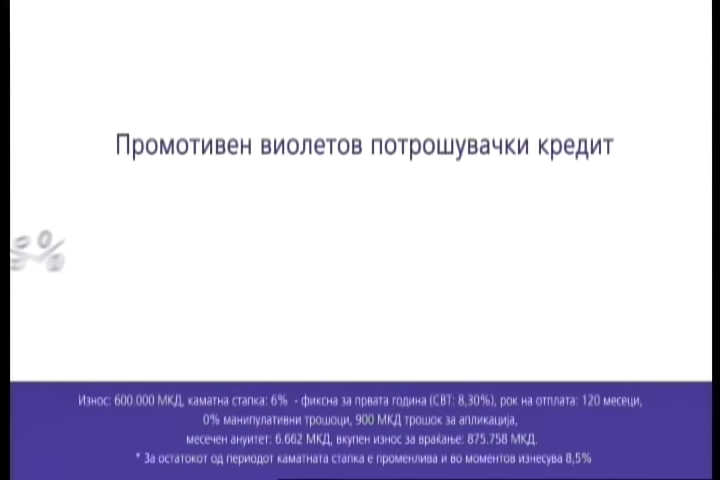 Промотивен виолетов потрошувачки кредит
%
Износ: 600.000 МКД, каматна стапка: 6% - фиксна за првата година (СВТ: 8,30%), рок на отплата: 120 месеци,
0% манипулативни трошоци, 900 МКД трошок за апликација,
месечен ануитет: 6.662 МКД, вкупен износ за враќање: 875.758 МКД.
* За остатокот од периодот каматната стапка е променлива и во моментов изнесува 8,5%